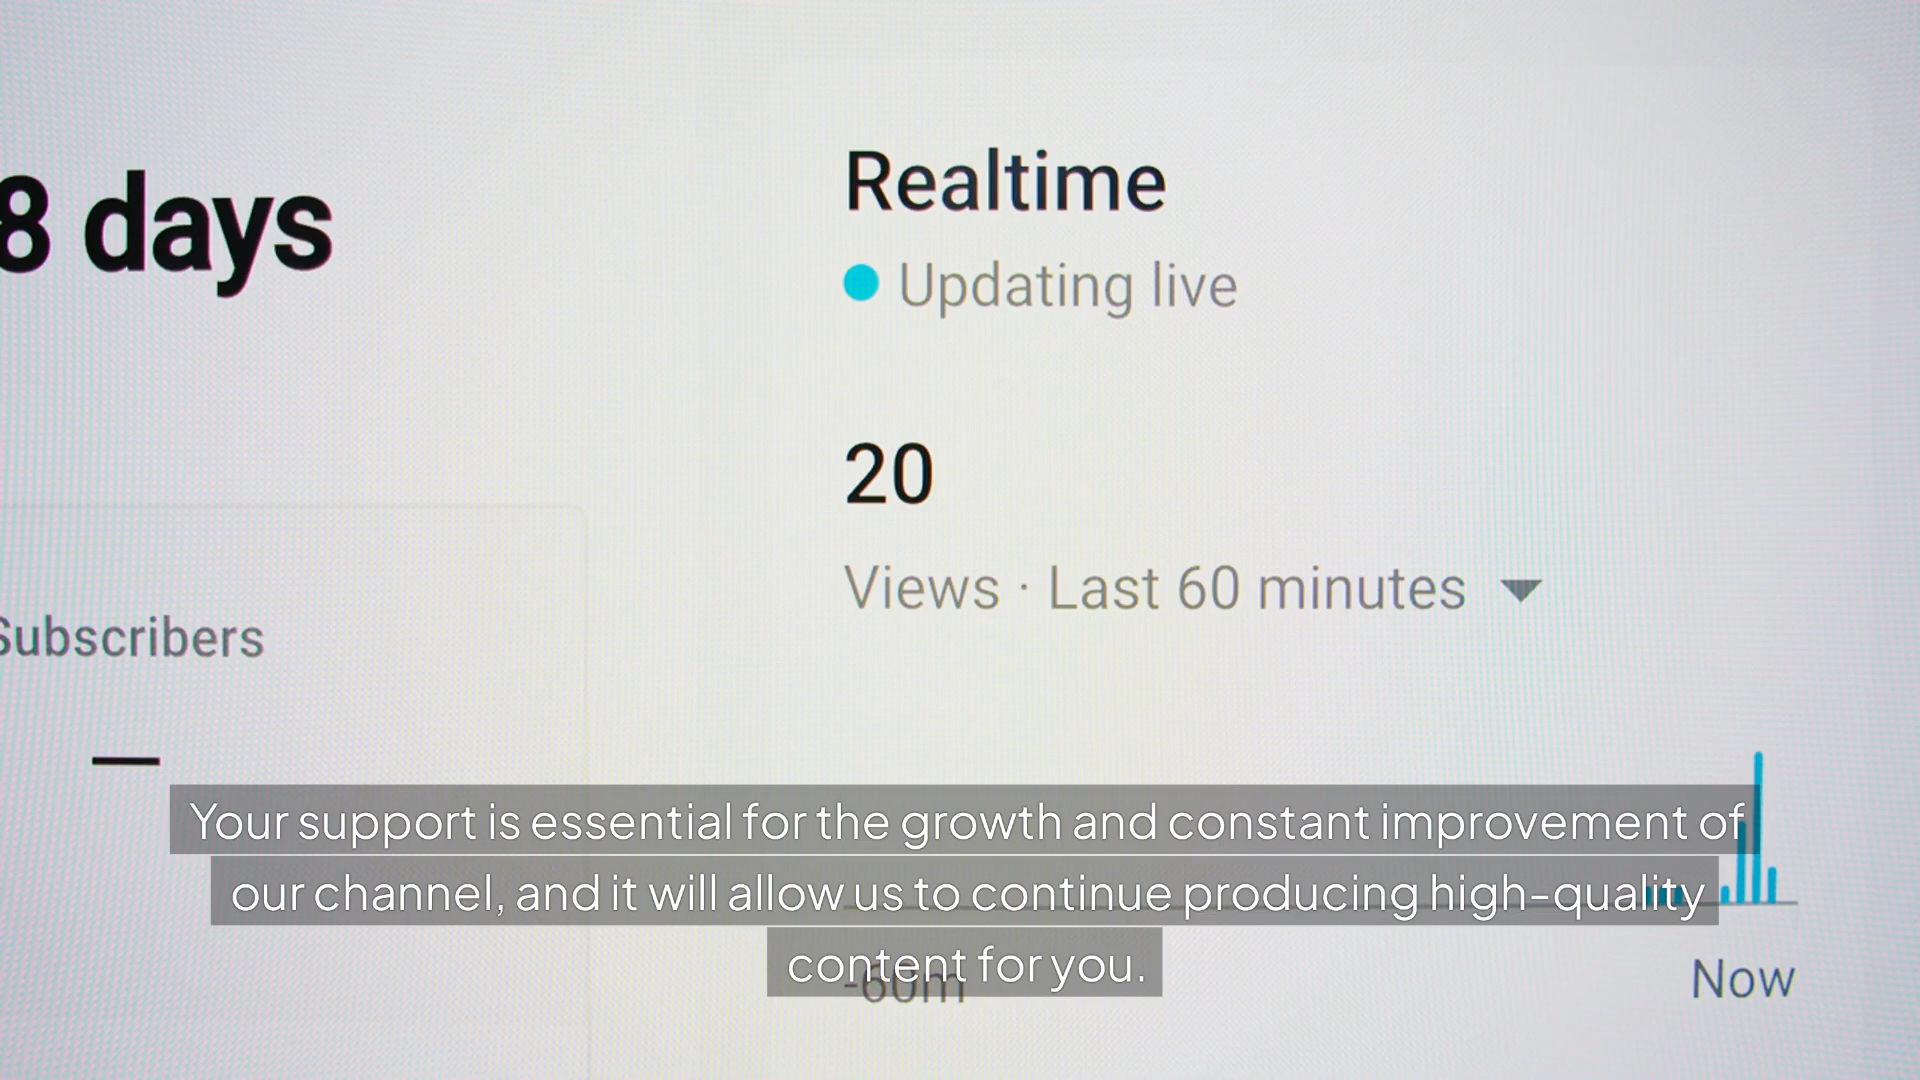 8 days
Realtime
Updating live
20
Views · Last 60 minutes
Subscribers
—
Your support is essential for the growth and constant improvement of
our channel, and it will allow us to continue producing high-quality
content for you.
-60m
Now